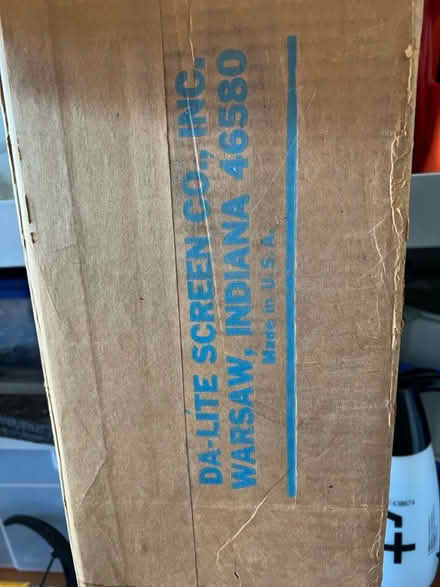 DA-LITE SCREEN CO., INC.
WARSAW, INDIANA 46580
Made in U.S.A.